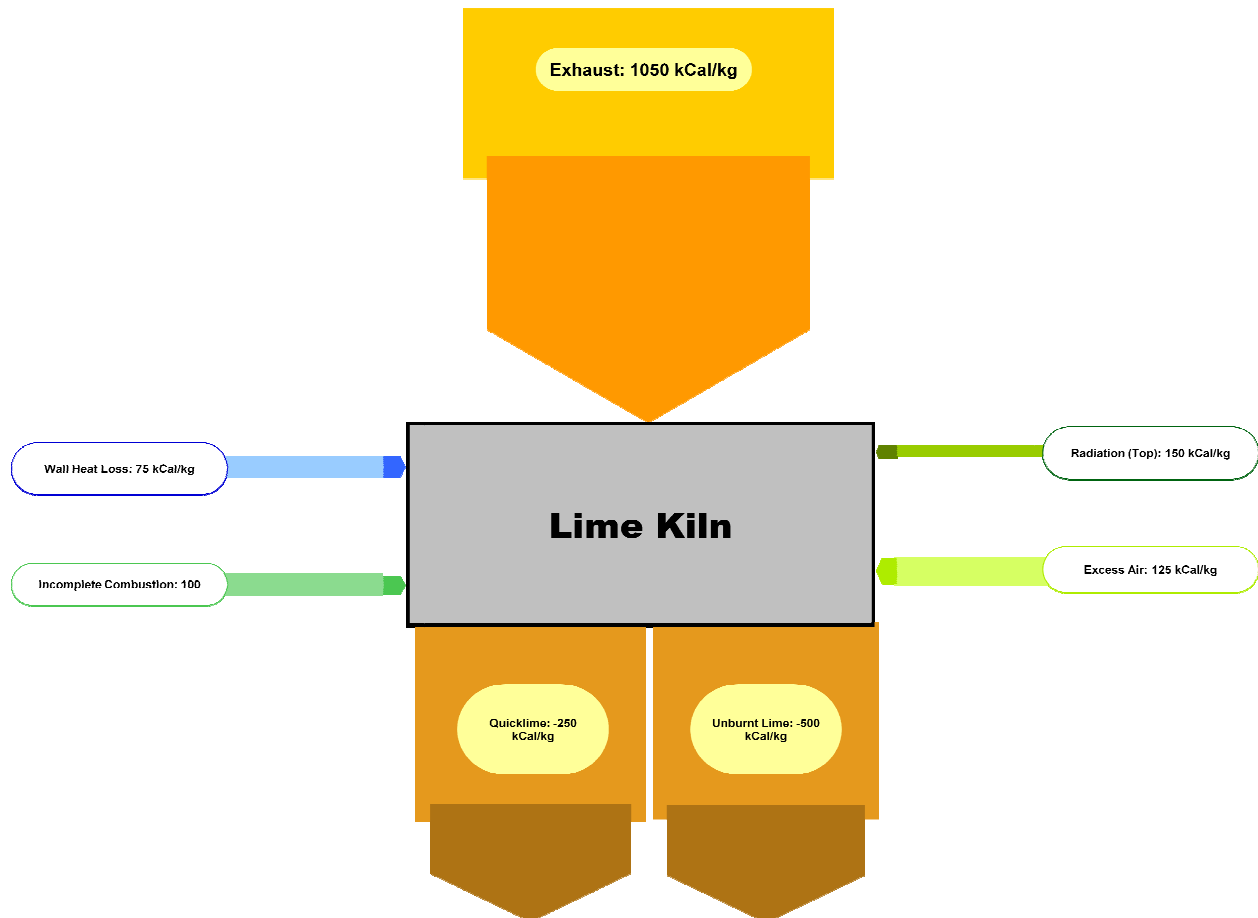 Exhaust: 1050 kCal/kg
Wall Heat Loss: 75 kCal/kg
Radiation (Top): 150 kCal/kg
Lime Kiln
Incomplete Combustion: 100
Excess Air: 125 kCal/kg
Quicklime: -250
kCal/kg
Unburnt Lime: -500
kCal/kg